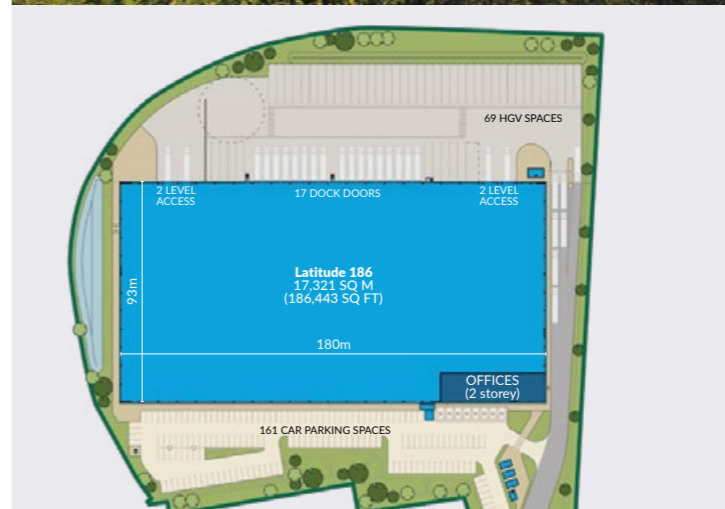 69 HGV SPACES
2 LEVEL
ACCESS
17 DOCK DOORS
2 LEVEL
ACCESS
Latitude 186
17,321 SQ M
(186,443 SQ FT)
93m
180m
OFFICES
(2 storey)
161 CAR PARKING SPACES